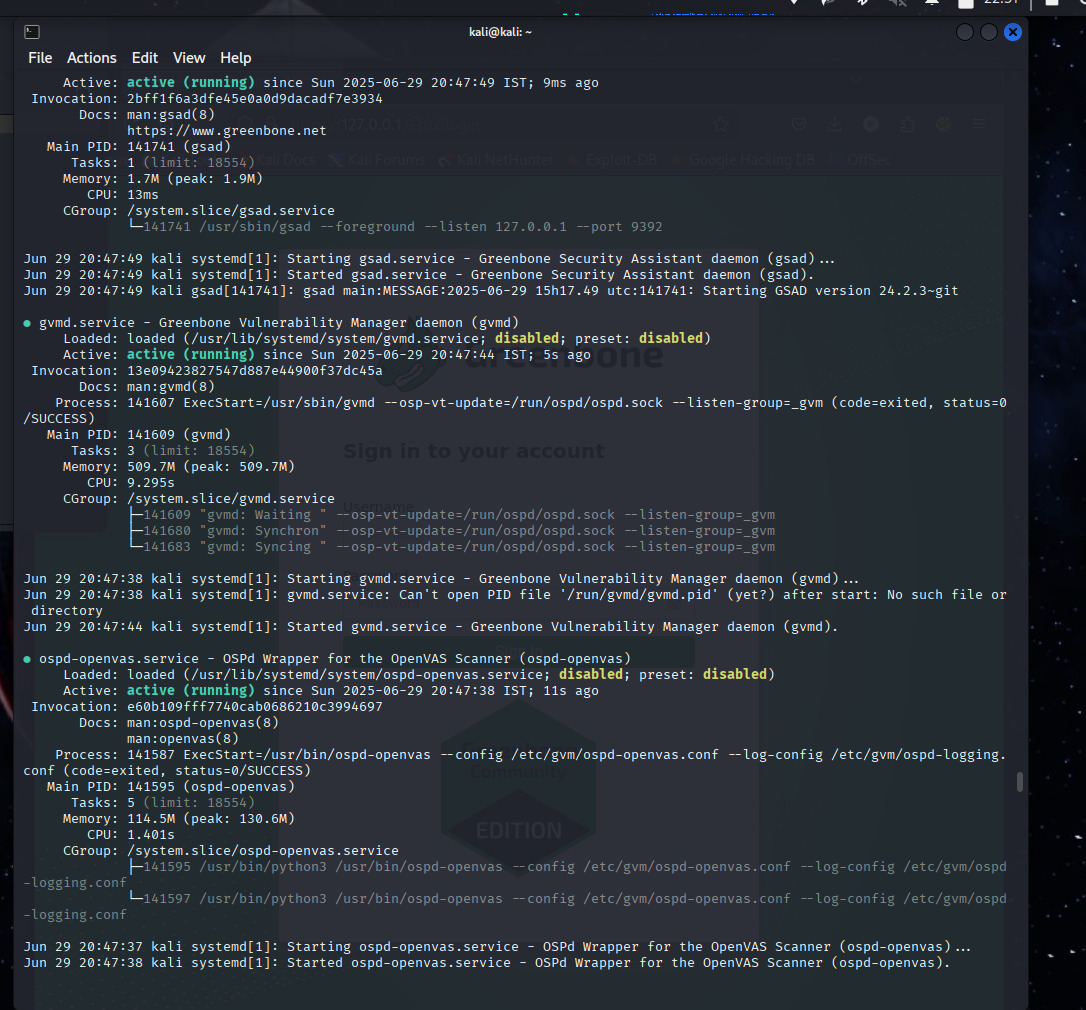 22:51
kali@kali: ~
File Actions Edit View Help
Active: active (running) since Sun 2025-06-29 20:47:49 IST; 9ms ago
Invocation: 2bff1f6a3dfe45e0a0d9dacadf7e3934
Docs: man:gsad(8)
https://www.greenbone.net
Main PID: 141741 (gsad)
Tasks: 1 (limit: 18554)
Memory: 1.7M (peak: 1.9M)
CPU: 13ms
CGroup: /system.slice/gsad.service
└─141741 /usr/sbin/gsad --foreground --listen 127.0.0.1 --port 9392
Jun 29 20:47:49 kali systemd[1]: Starting gsad.service - Greenbone Security Assistant daemon (gsad)...
Jun 29 20:47:49 kali systemd[1]: Started gsad.service - Greenbone Security Assistant daemon (gsad).
Jun 29 20:47:49 kali gsad[141741]: gsad main:MESSAGE:2025-06-29 15h17.49 utc:141741: Starting GSAD version 24.2.3~git
● gvmd.service - Greenbone Vulnerability Manager daemon (gvmd)
Loaded: loaded (/usr/lib/systemd/system/gvmd.service; disabled; preset: disabled)
Active: active (running) since Sun 2025-06-29 20:47:44 IST; 5s ago
Invocation: 13e09423827547d887e44900f37dc45a
Docs: man:gvmd(8)
Process: 141607 ExecStart=/usr/sbin/gvmd --osp-vt-update=/run/ospd/ospd.sock --listen-group=_gvm (code=exited, status=0
/SUCCESS)
Main PID: 141609 (gvmd)
Tasks: 3 (limit: 18554)
Memory: 509.7M (peak: 509.7M)
CPU: 9.295s
CGroup: /system.slice/gvmd.service
├─141609 "gvmd: Waiting " --osp-vt-update=/run/ospd/ospd.sock --listen-group=_gvm
├─141680 "gvmd: Synchron" --osp-vt-update=/run/ospd/ospd.sock --listen-group=_gvm
└─141683 "gvmd: Syncing " --osp-vt-update=/run/ospd/ospd.sock --listen-group=_gvm
Jun 29 20:47:38 kali systemd[1]: Starting gvmd.service - Greenbone Vulnerability Manager daemon (gvmd)...
Jun 29 20:47:38 kali systemd[1]: gvmd.service: Can't open PID file '/run/gvmd/gvmd.pid' (yet?) after start: No such file or
directory
Jun 29 20:47:44 kali systemd[1]: Started gvmd.service - Greenbone Vulnerability Manager daemon (gvmd).
● ospd-openvas.service - OSPd Wrapper for the OpenVAS Scanner (ospd-openvas)
Loaded: loaded (/usr/lib/systemd/system/ospd-openvas.service; disabled; preset: disabled)
Active: active (running) since Sun 2025-06-29 20:47:38 IST; 11s ago
Invocation: e60b109fff7740cab0686210c3994697
Docs: man:ospd-openvas(8)
man:openvas(8)
Process: 141587 ExecStart=/usr/bin/ospd-openvas --config /etc/gvm/ospd-openvas.conf --log-config /etc/gvm/ospd-logging.
conf (code=exited, status=0/SUCCESS)
Main PID: 141595 (ospd-openvas)
Tasks: 5 (limit: 18554)
Memory: 114.5M (peak: 130.6M)
CPU: 1.401s
CGroup: /system.slice/ospd-openvas.service
├─141595 /usr/bin/python3 /usr/bin/ospd-openvas --config /etc/gvm/ospd-openvas.conf --log-config /etc/gvm/ospd
-logging.conf
└─141597 /usr/bin/python3 /usr/bin/ospd-openvas --config /etc/gvm/ospd-openvas.conf --log-config /etc/gvm/ospd
-logging.conf
Jun 29 20:47:37 kali systemd[1]: Starting ospd-openvas.service - OSPd Wrapper for the OpenVAS Scanner (ospd-openvas)...
Jun 29 20:47:38 kali systemd[1]: Started ospd-openvas.service - OSPd Wrapper for the OpenVAS Scanner (ospd-openvas).
Kali Docs Kali Forums Kali NetHunter Exploit-DB Google Hacking DB OffSec
Greenbone
Sign in to your account
Community
EDITION